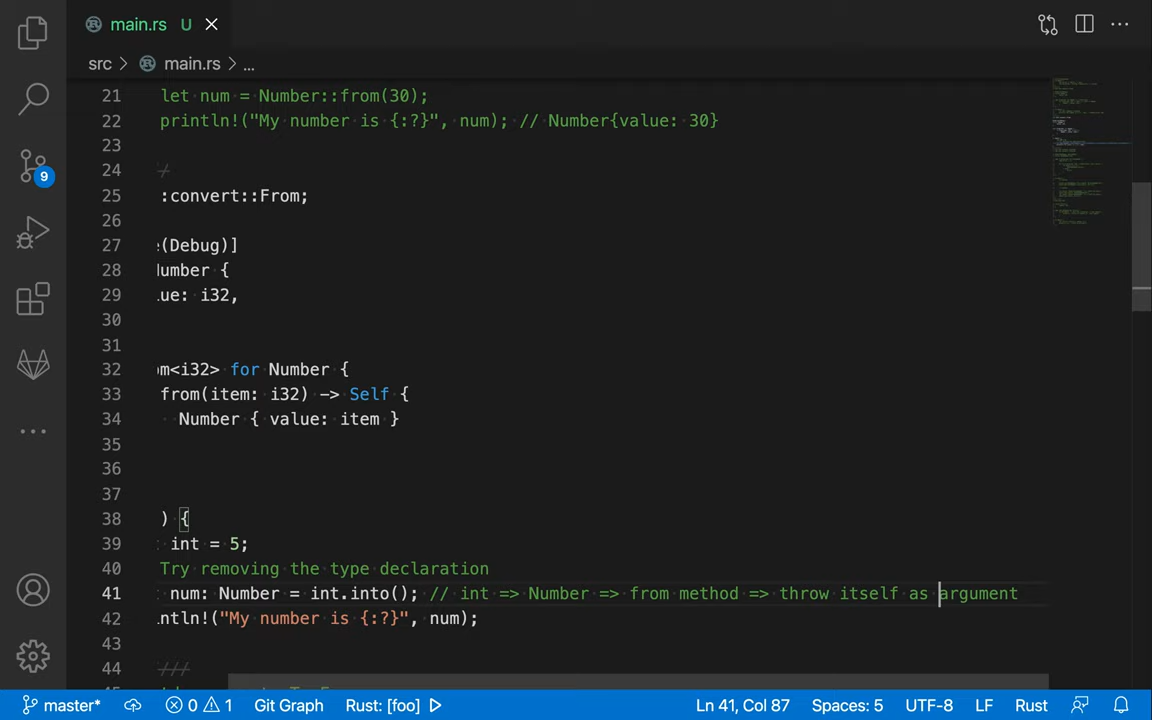 main.rs U
src > main.rs > ...
21 let num = Number::from(30);
22 println!("My number is {:?}", num); // Number{value: 30}
23
24 /
25 :convert::From;
26
27 e(Debug)]
28 Number {
29 ue: i32,
30
31
32 om<i32> for Number {
33 from(item: i32) -> Self {
34 Number { value: item }
35
36
37
38 ) {
39 int = 5;
40 Try removing the type declaration
41 num: Number = int.into(); // int => Number => from method => throw itself as argument
42 ntln!("My number is {:?}", num);
43
44 ///
9
master* 0 1 Git Graph Rust: [foo] Ln 41, Col 87 Spaces: 5 UTF-8 LF Rust